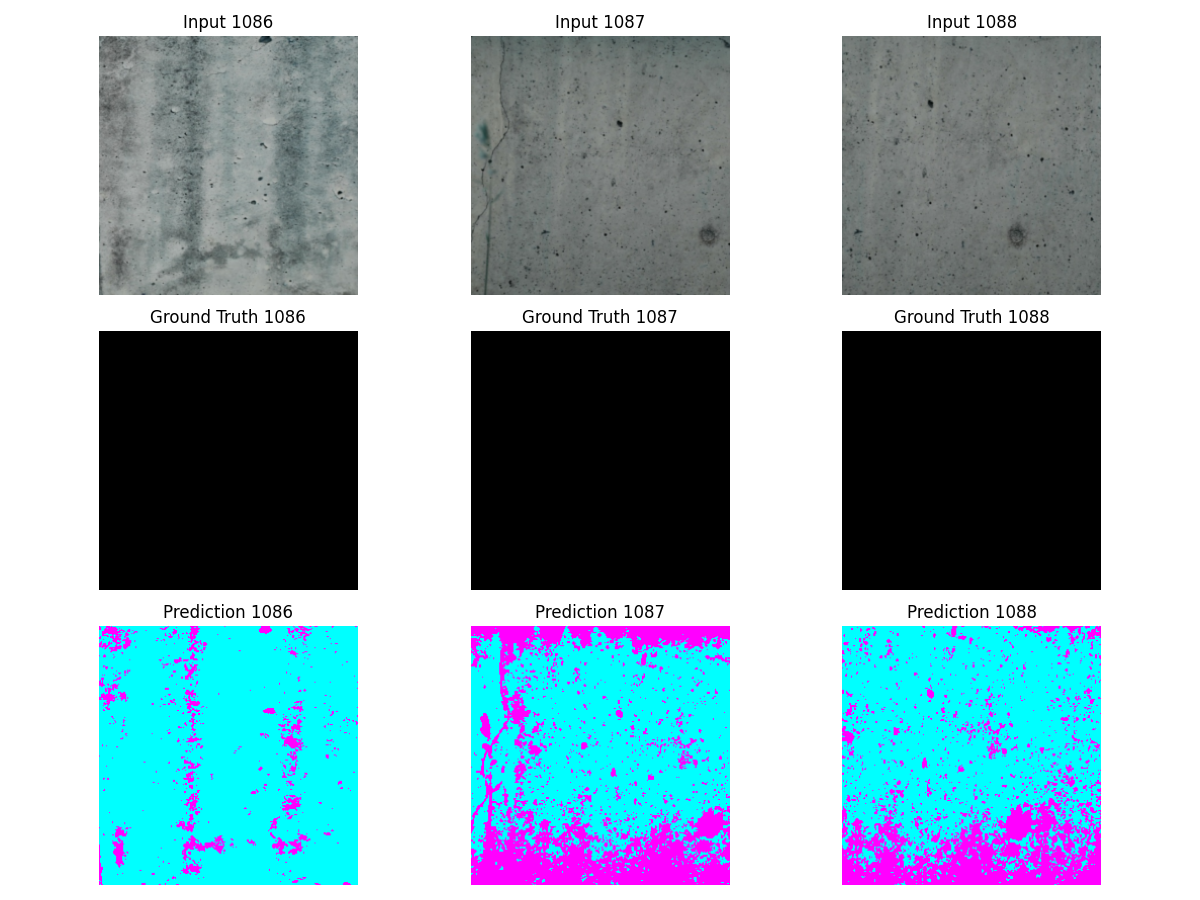 Input 1086
Input 1087
Input 1088
Ground Truth 1086
Ground Truth 1087
Ground Truth 1088
Prediction 1086
Prediction 1087
Prediction 1088